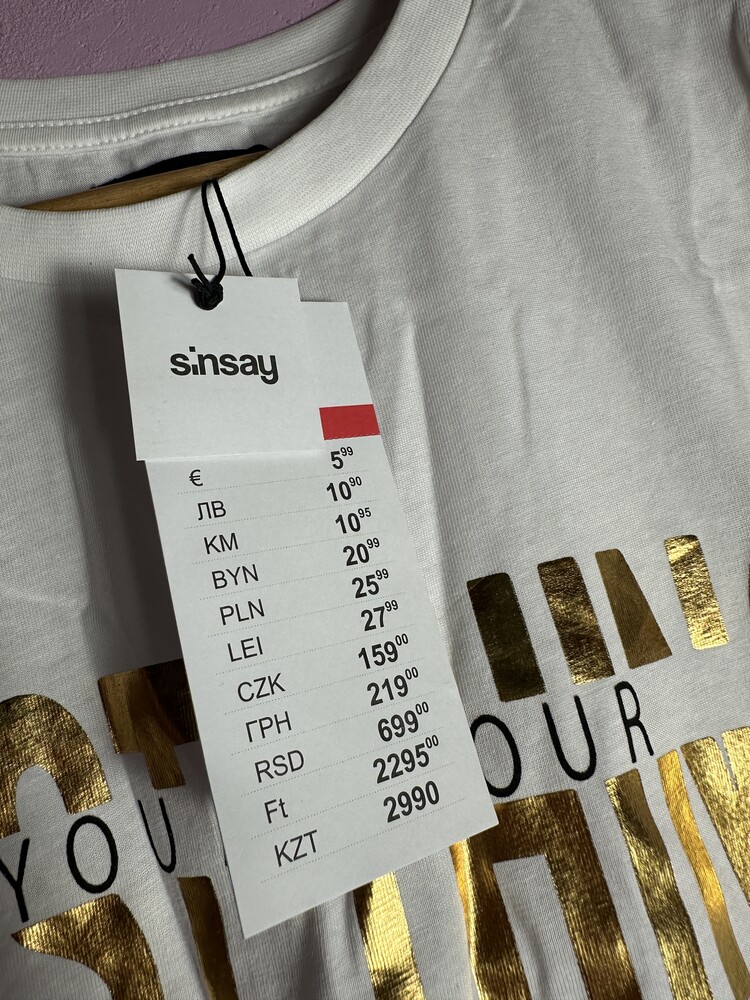 sinsay
€ 5⁹⁹
ЛВ 10⁹⁰
KM 10⁹⁵
BYN 20⁹⁹
PLN 25⁹⁹
LEI 27⁹⁹
CZK 159⁰⁰
ГРН 219⁰⁰
RSD 699⁰⁰
Ft 2295⁰⁰
KZT 2990
YOU OUR